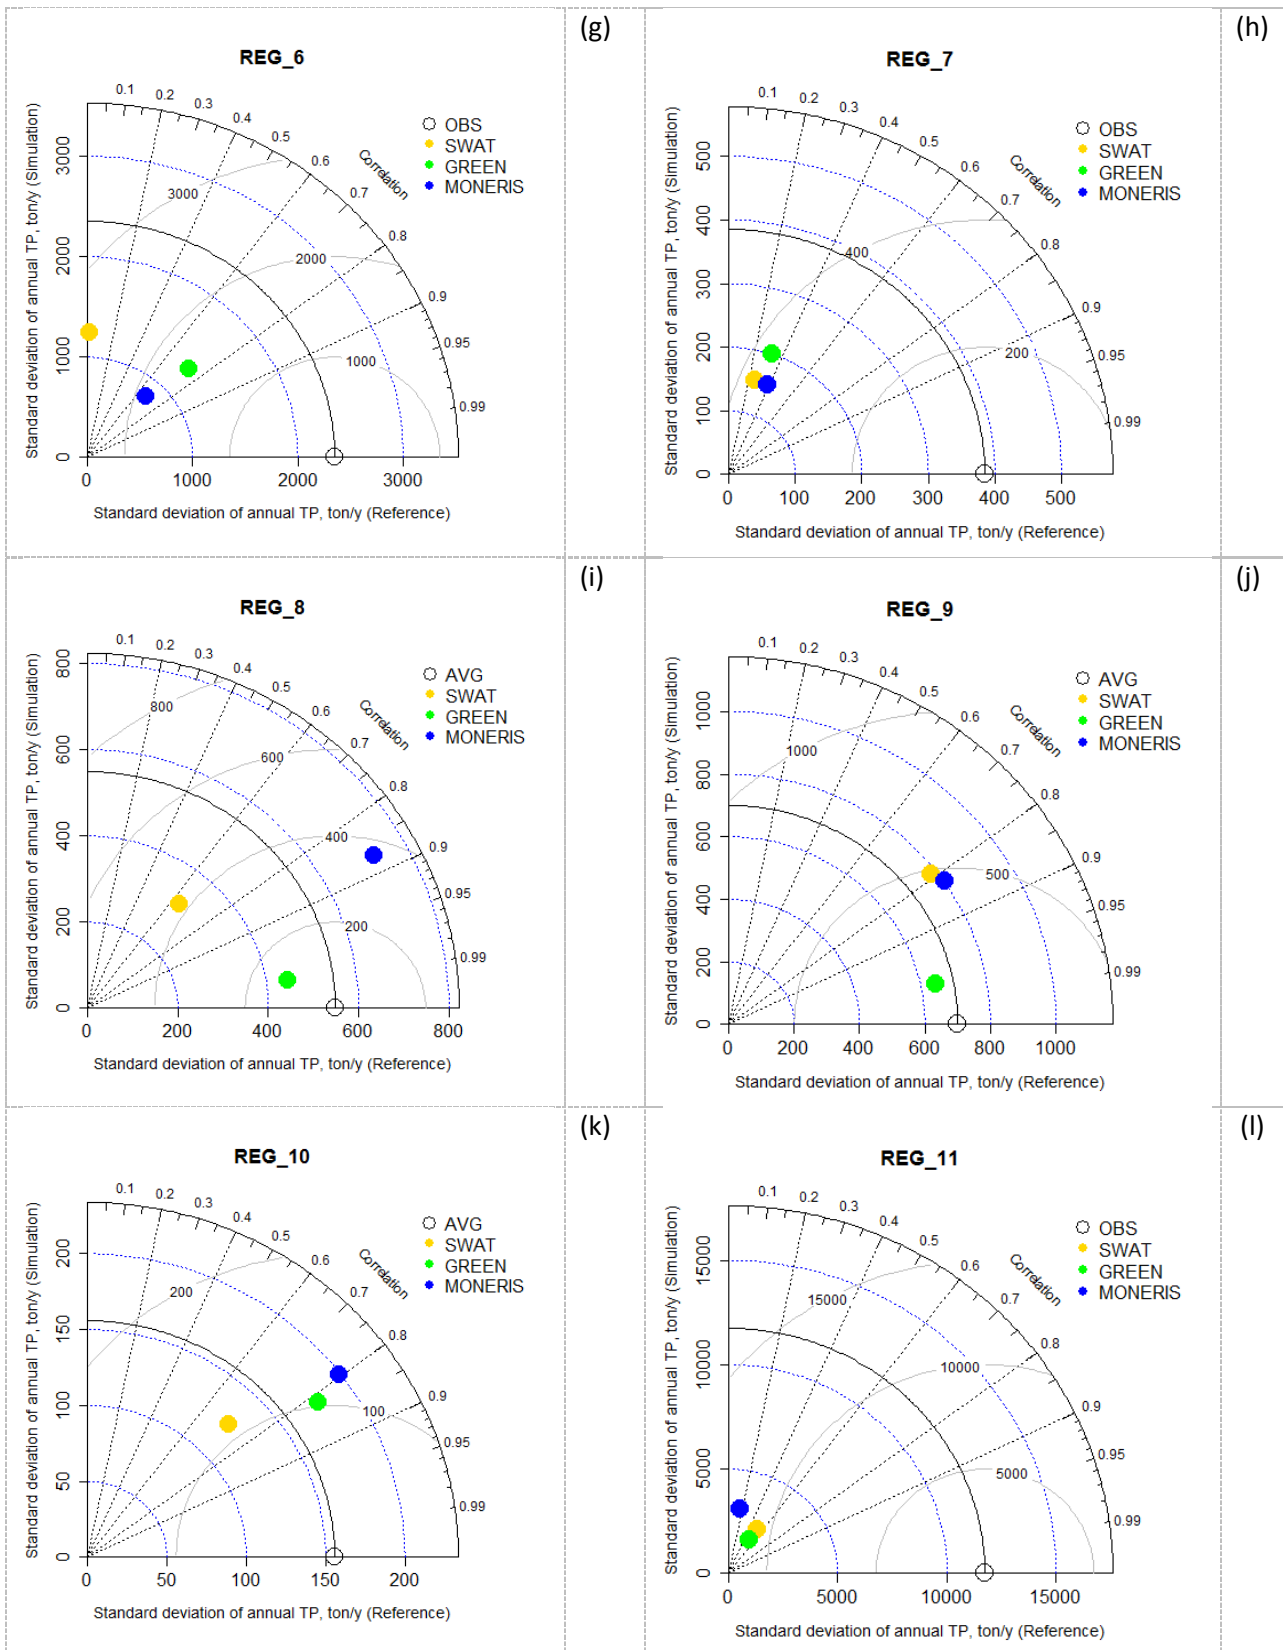 (g)
REG_6
0.1 0.2 0.3 0.4 0.5 0.6 0.7 0.8 0.9 0.95 0.99
Correlation
OBS
SWAT
GREEN
MONERIS
3000 2000 1000
Standard deviation of annual TP, ton/y (Simulation)
0 1000 2000 3000
0 1000 2000 3000
Standard deviation of annual TP, ton/y (Reference)
(h)
REG_7
0.1 0.2 0.3 0.4 0.5 0.6 0.7 0.8 0.9 0.95 0.99
Correlation
OBS
SWAT
GREEN
MONERIS
400 200
Standard deviation of annual TP, ton/y (Simulation)
0 100 200 300 400 500
0 100 200 300 400 500
Standard deviation of annual TP, ton/y (Reference)
(i)
REG_8
0.1 0.2 0.3 0.4 0.5 0.6 0.7 0.8 0.9 0.95 0.99
Correlation
AVG
SWAT
GREEN
MONERIS
800 600 400 200
Standard deviation of annual TP, ton/y (Simulation)
0 200 400 600 800
0 200 400 600 800
Standard deviation of annual TP, ton/y (Reference)
(j)
REG_9
0.1 0.2 0.3 0.4 0.5 0.6 0.7 0.8 0.9 0.95 0.99
Correlation
AVG
SWAT
GREEN
MONERIS
1000 500
Standard deviation of annual TP, ton/y (Simulation)
0 200 400 600 800 1000
0 200 400 600 800 1000
Standard deviation of annual TP, ton/y (Reference)
(k)
REG_10
0.1 0.2 0.3 0.4 0.5 0.6 0.7 0.8 0.9 0.95 0.99
Correlation
AVG
SWAT
GREEN
MONERIS
200 100
Standard deviation of annual TP, ton/y (Simulation)
0 50 100 150 200
0 50 100 150 200
Standard deviation of annual TP, ton/y (Reference)
(l)
REG_11
0.1 0.2 0.3 0.4 0.5 0.6 0.7 0.8 0.9 0.95 0.99
Correlation
OBS
SWAT
GREEN
MONERIS
15000 10000 5000
Standard deviation of annual TP, ton/y (Simulation)
0 5000 10000 15000
0 5000 10000 15000
Standard deviation of annual TP, ton/y (Reference)